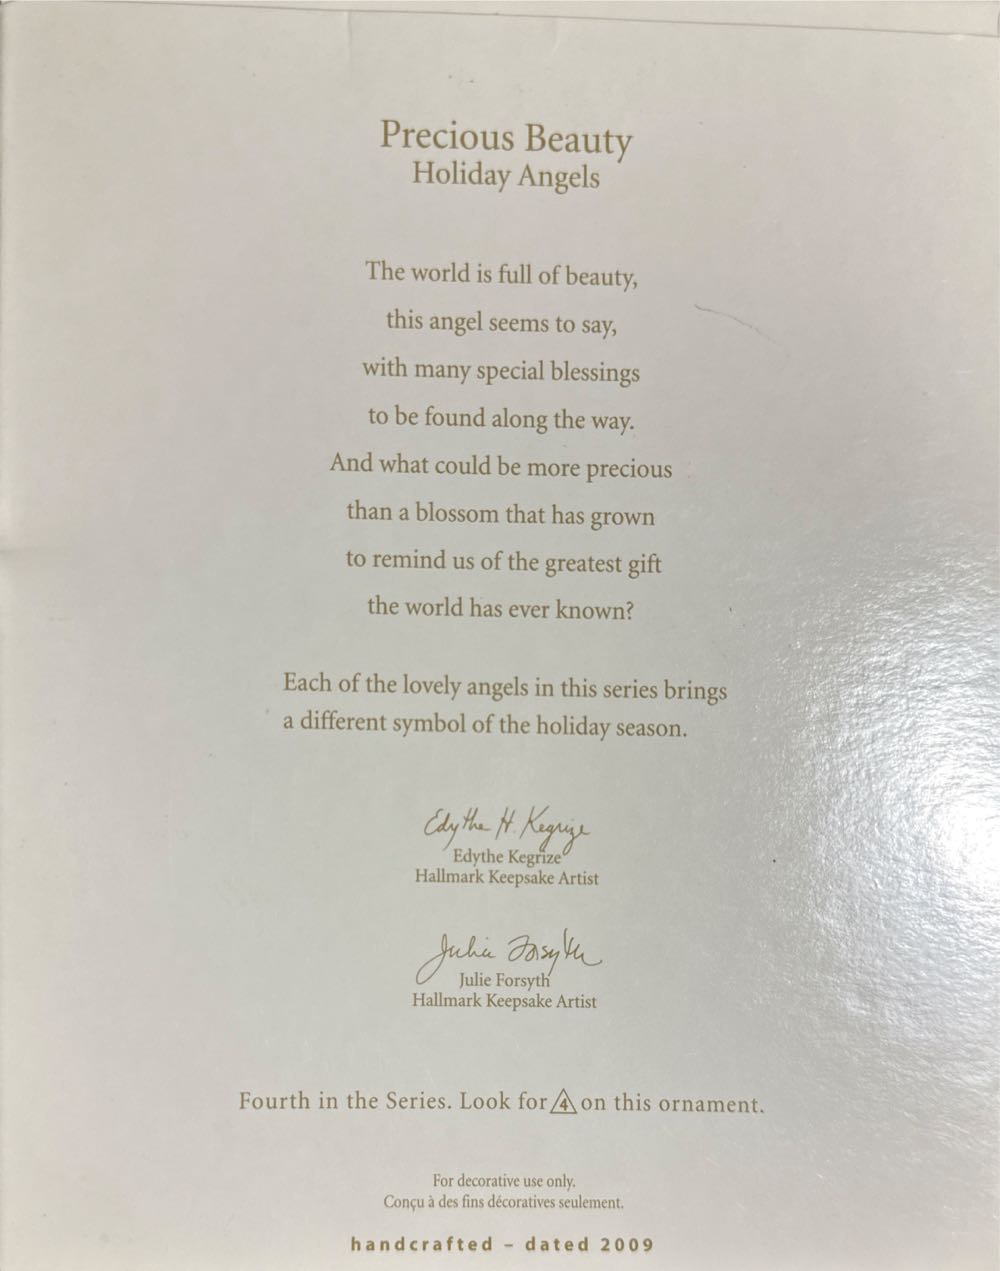 Precious Beauty
Holiday Angels
The world is full of beauty,
this angel seems to say,
with many special blessings
to be found along the way.
And what could be more precious
than a blossom that has grown
to remind us of the greatest gift
the world has ever known?
Each of the lovely angels in this series brings
a different symbol of the holiday season.
Edythe H. Kegrize
Edythe Kegrize
Hallmark Keepsake Artist
Julie Forsyth
Julie Forsyth
Hallmark Keepsake Artist
Fourth in the Series. Look for 4 on this ornament.
For decorative use only.
Conçu à des fins décoratives seulement.
handcrafted – dated 2009